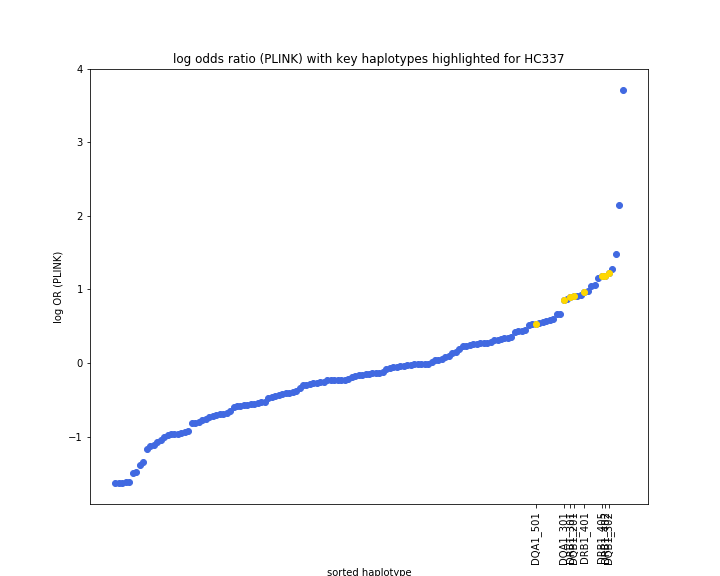 log odds ratio (PLINK) with key haplotypes highlighted for HC337
4
3
2
1
0
−1
log OR (PLINK)
DQA1_501
DQA1_301
DRB1_401
sorted haplotype